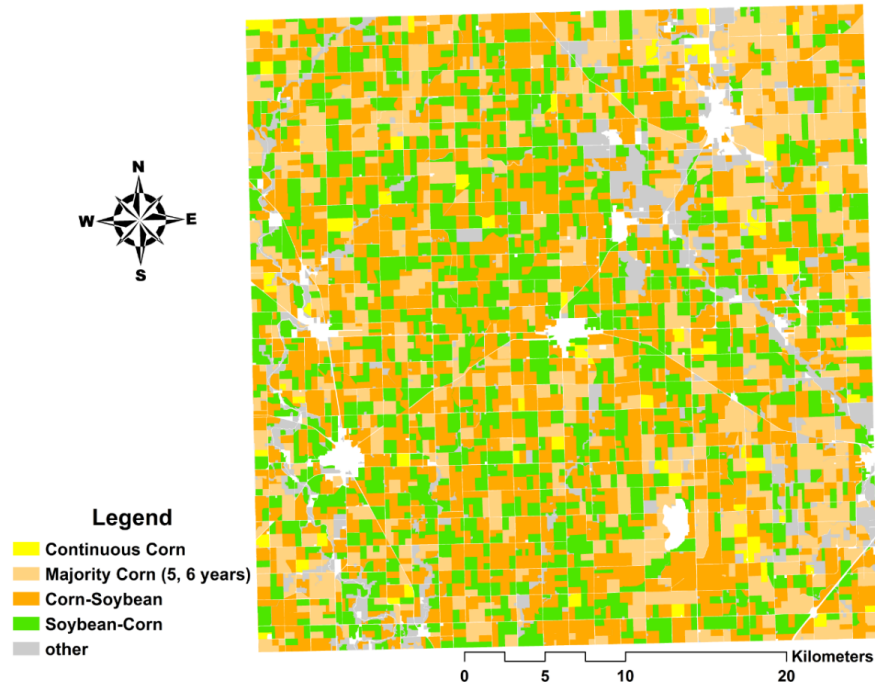 N
W E
S
Legend
Continuous Corn
Majority Corn (5, 6 years)
Corn-Soybean
Soybean-Corn
other
Kilometers
0 5 10 20